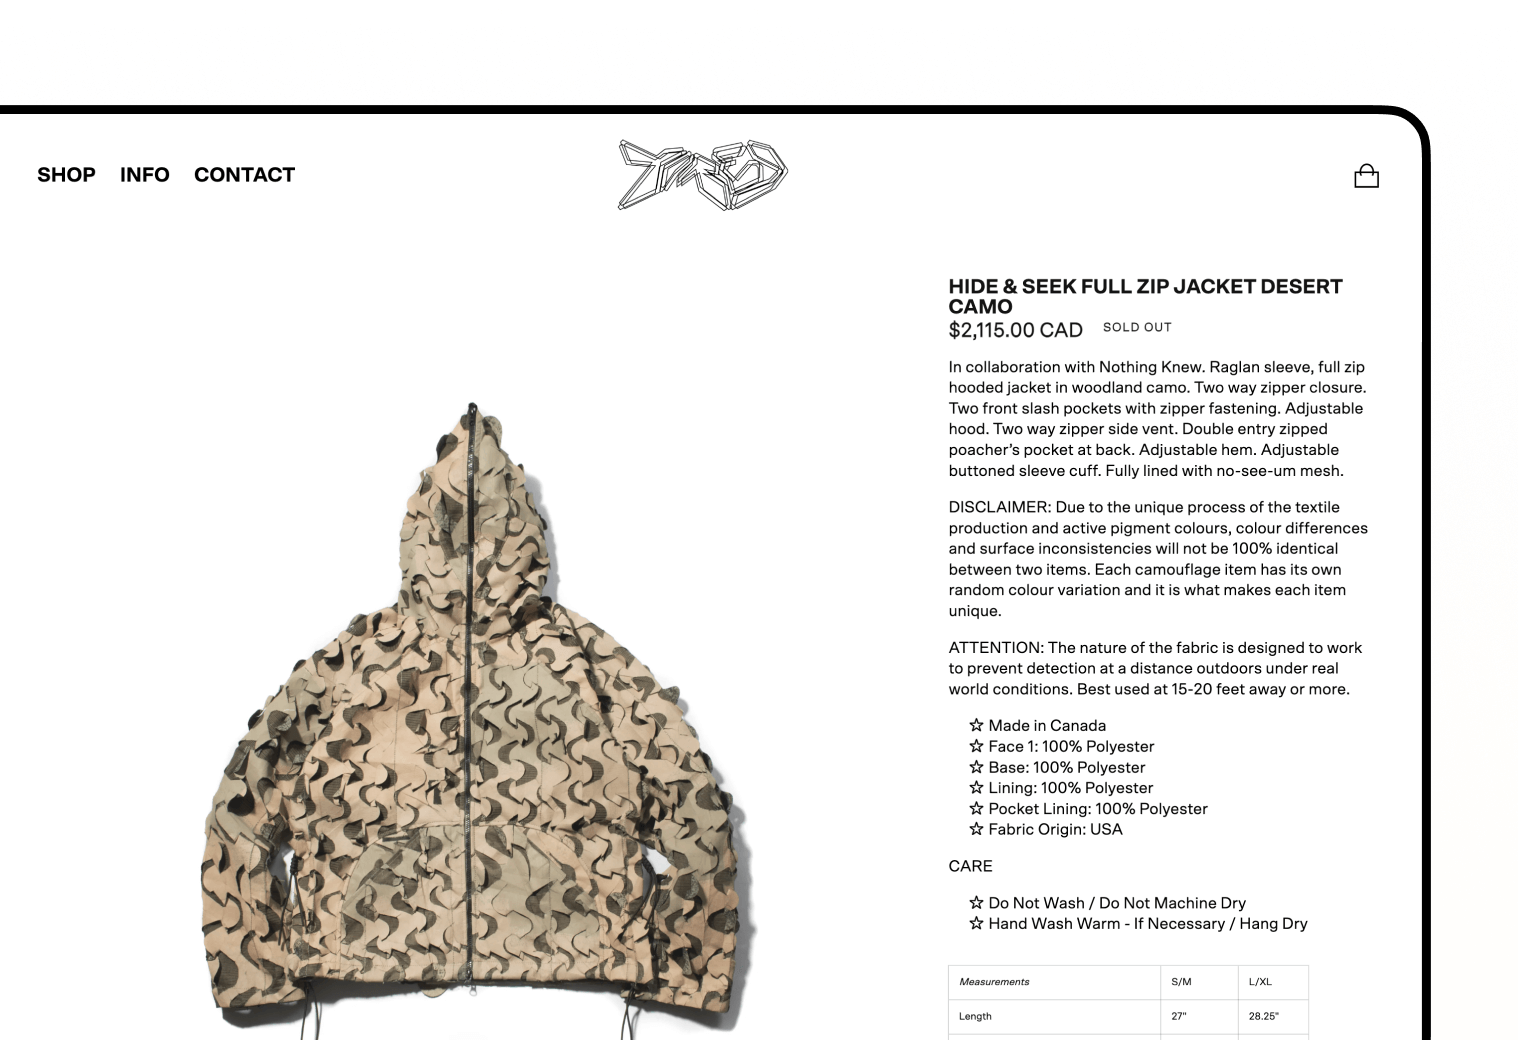 SHOP INFO CONTACT
HIDE & SEEK FULL ZIP JACKET DESERT
CAMO
$2,115.00 CAD SOLD OUT
In collaboration with Nothing Knew. Raglan sleeve, full zip
hooded jacket in woodland camo. Two way zipper closure.
Two front slash pockets with zipper fastening. Adjustable
hood. Two way zipper side vent. Double entry zipped
poacher’s pocket at back. Adjustable hem. Adjustable
buttoned sleeve cuff. Fully lined with no-see-um mesh.
DISCLAIMER: Due to the unique process of the textile
production and active pigment colours, colour differences
and surface inconsistencies will not be 100% identical
between two items. Each camouflage item has its own
random colour variation and it is what makes each item
unique.
ATTENTION: The nature of the fabric is designed to work
to prevent detection at a distance outdoors under real
world conditions. Best used at 15-20 feet away or more.
☆ Made in Canada
☆ Face 1: 100% Polyester
☆ Base: 100% Polyester
☆ Lining: 100% Polyester
☆ Pocket Lining: 100% Polyester
☆ Fabric Origin: USA
CARE
☆ Do Not Wash / Do Not Machine Dry
☆ Hand Wash Warm - If Necessary / Hang Dry
Measurements S/M L/XL
Length 27" 28.25"